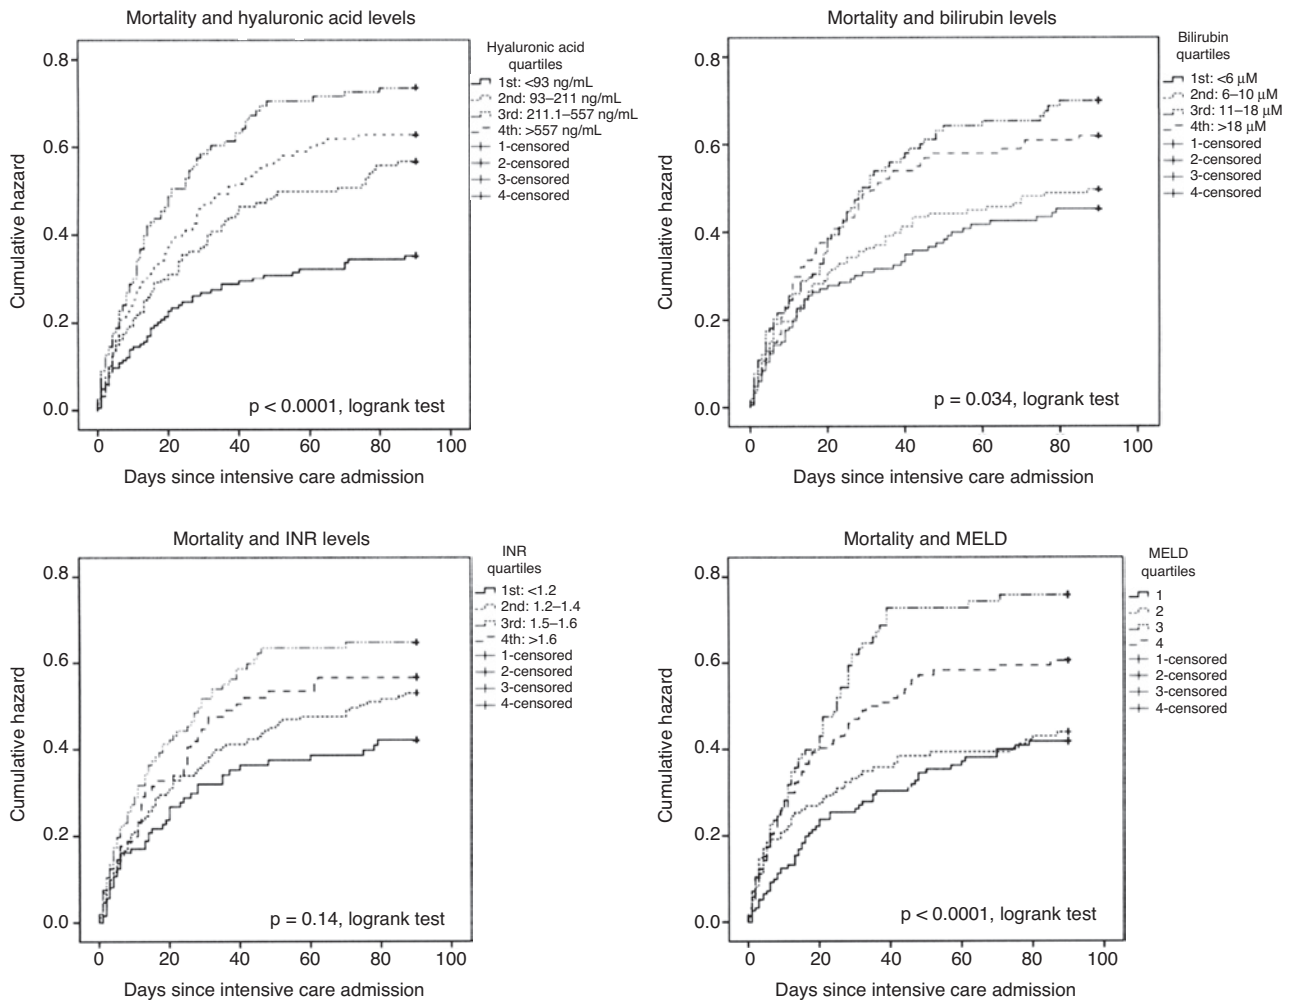 Mortality and hyaluronic acid levels
Cumulative hazard
0.8
0.6
0.4
0.2
0.0
0 20 40 60 80 100
Days since intensive care admission
p < 0.0001, logrank test
Hyaluronic acid
quartiles
1st: <93 ng/mL
2nd: 93–211 ng/mL
3rd: 211.1–557 ng/mL
4th: >557 ng/mL
1-censored
2-censored
3-censored
4-censored
Mortality and bilirubin levels
Cumulative hazard
0.8
0.6
0.4
0.2
0.0
0 20 40 60 80 100
Days since intensive care admission
p = 0.034, logrank test
Bilirubin
quartiles
1st: <6 μM
2nd: 6–10 μM
3rd: 11–18 μM
4th: >18 μM
1-censored
2-censored
3-censored
4-censored
Mortality and INR levels
Cumulative hazard
0.8
0.6
0.4
0.2
0.0
0 20 40 60 80 100
Days since intensive care admission
p = 0.14, logrank test
INR
quartiles
1st: <1.2
2nd: 1.2–1.4
3rd: 1.5–1.6
4th: >1.6
1-censored
2-censored
3-censored
4-censored
Mortality and MELD
Cumulative hazard
0.8
0.6
0.4
0.2
0.0
0 20 40 60 80 100
Days since intensive care admission
p < 0.0001, logrank test
MELD
quartiles
1
2
3
4
1-censored
2-censored
3-censored
4-censored